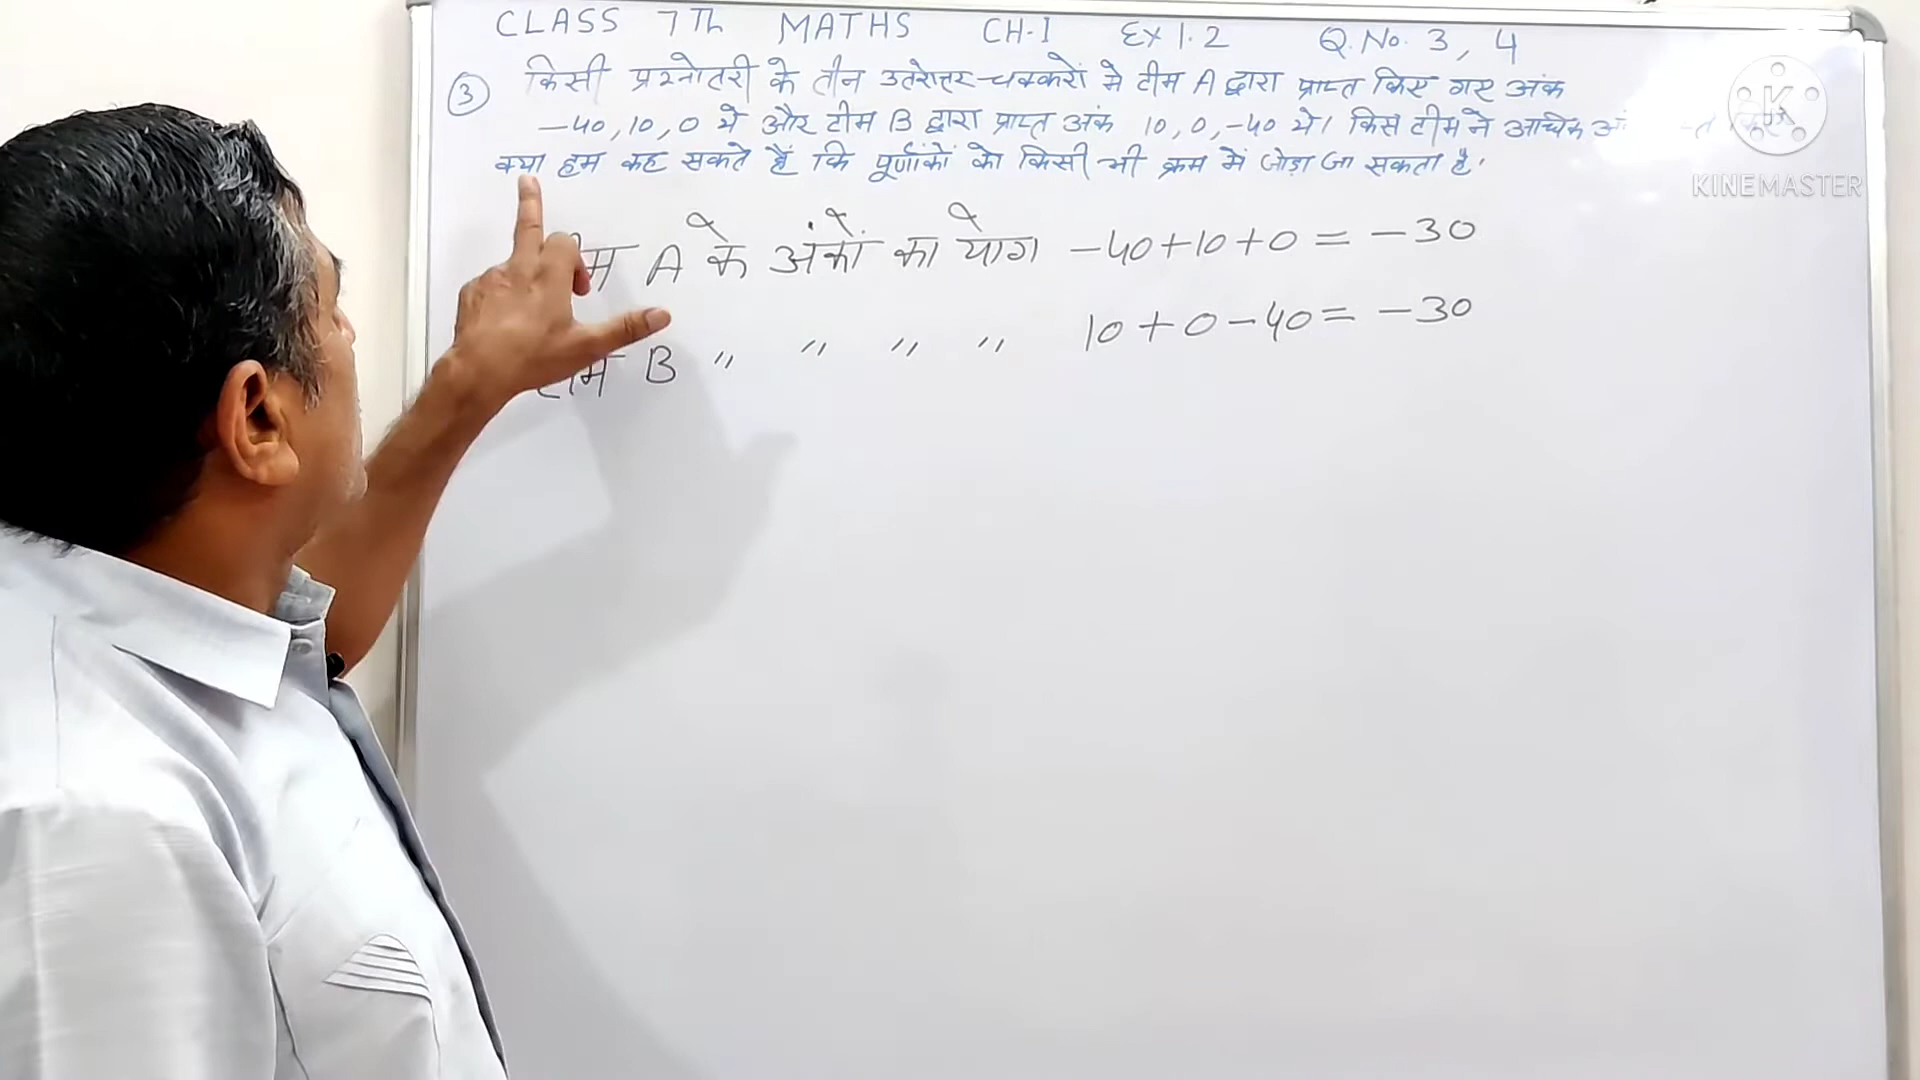 CLASS 7Th MATHS CH-1 EX 1.2 Q.No. 3, 4
③ किसी प्रश्नोतरी के तीन उतरोत्तर चक्करों मे टीम A द्वारा प्राप्त किए गए अंक
-40, 10, 0 थे और टीम B द्वारा प्राप्त अंक 10, 0, -40 थे। किस टीम ने अधिक
क्या हम कह सकते हैं कि पूर्णांकों को किसी भी क्रम में जोड़ा जा सकता है।
KINEMASTER
A के अंकों का योग -40+10+0 = -30
टीम B " " " " 10+0-40 = -30